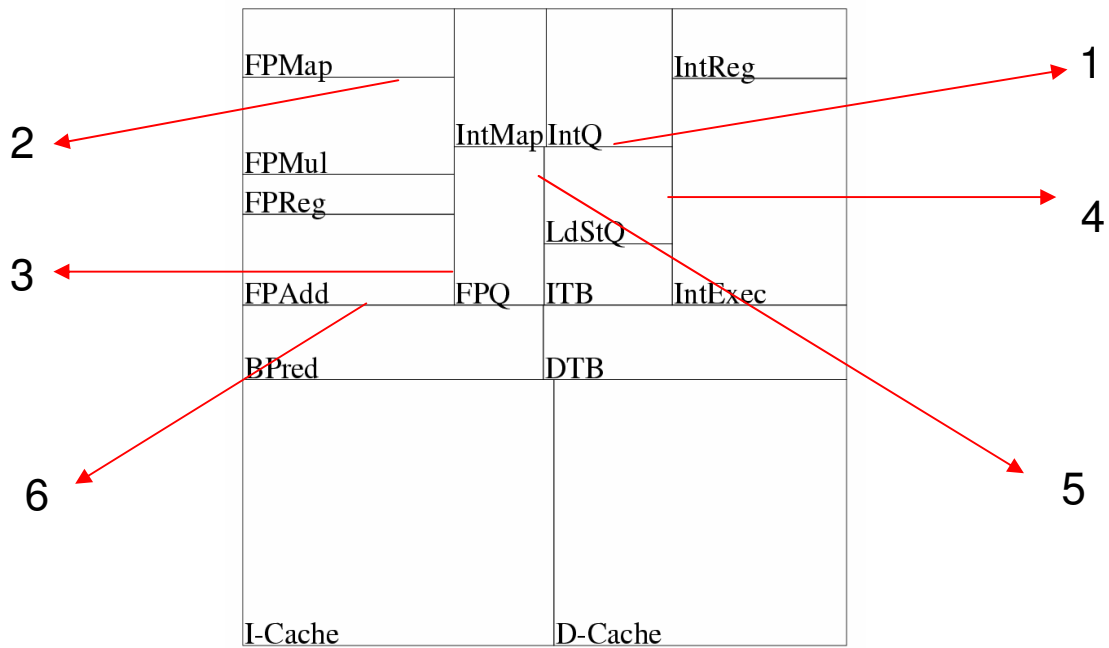 1
FPMap
IntReg
2
IntMap
IntQ
FPMul
FPReg
4
LdStQ
3
FPAdd
FPQ
ITB
IntExec
BPred
DTB
6
5
I-Cache
D-Cache